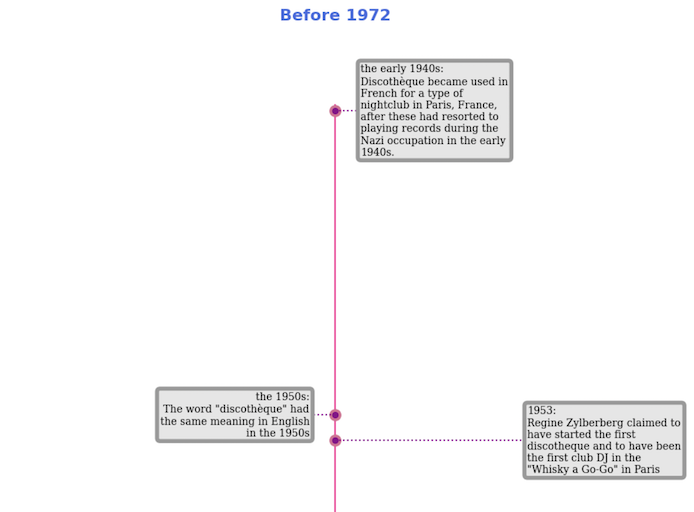 Before 1972
the early 1940s:
Discothèque became used in
French for a type of
nightclub in Paris, France,
after these had resorted to
playing records during the
Nazi occupation in the early
1940s.
the 1950s:
The word "discothèque" had
the same meaning in English
in the 1950s
1953:
Regine Zylberberg claimed to
have started the first
discotheque and to have been
the first club DJ in the
"Whisky a Go-Go" in Paris